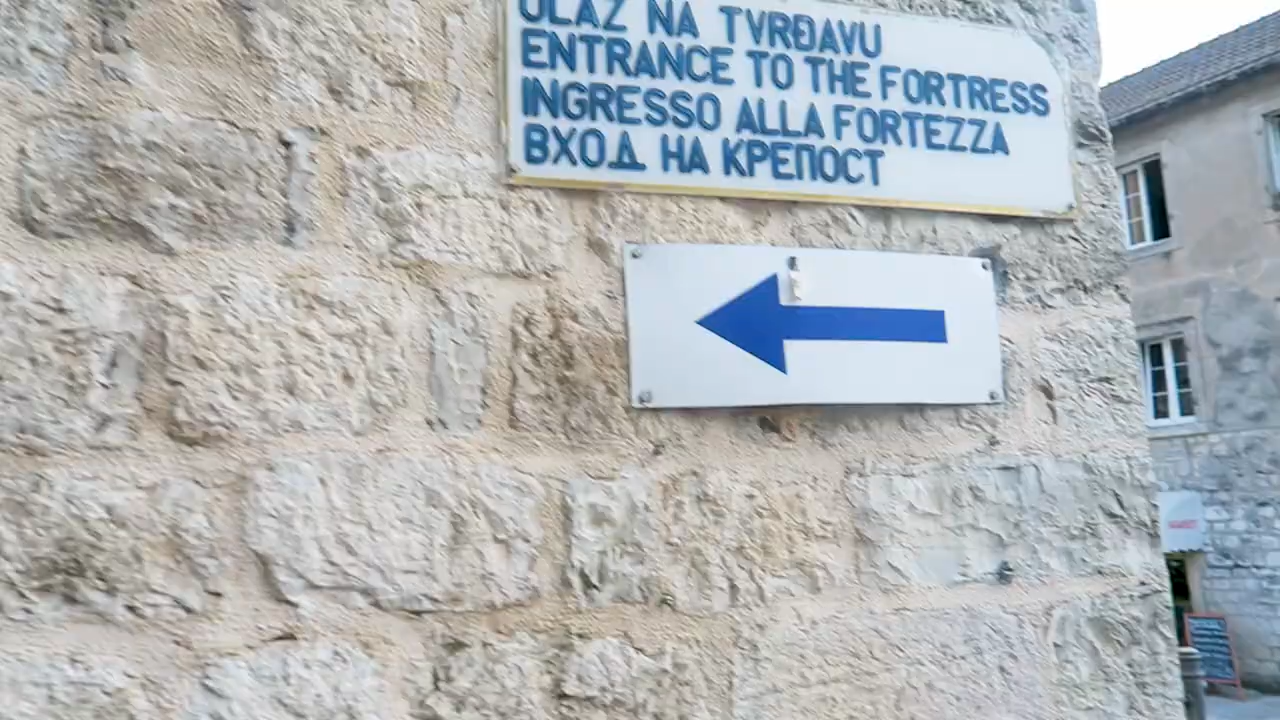 ULAZ NA TVRĐAVU
ENTRANCE TO THE FORTRESS
INGRESSO ALLA FORTEZZA
ВХОД НА КРЕПОСТ